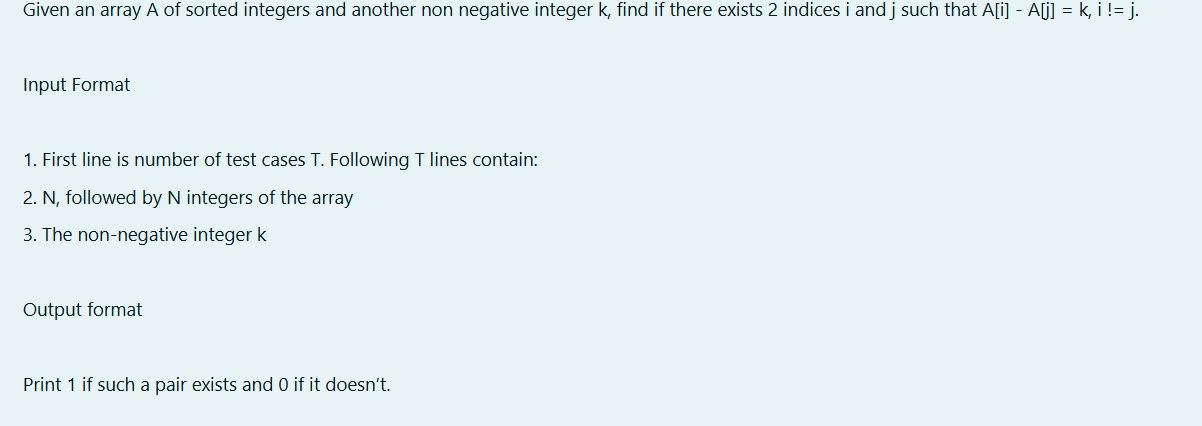 Given an array A of sorted integers and another non negative integer k, find if there exists 2 indices i and j such that A[i] - A[j] = k, i != j.
Input Format
1. First line is number of test cases T. Following T lines contain:
2. N, followed by N integers of the array
3. The non-negative integer k
Output format
Print 1 if such a pair exists and 0 if it doesn't.